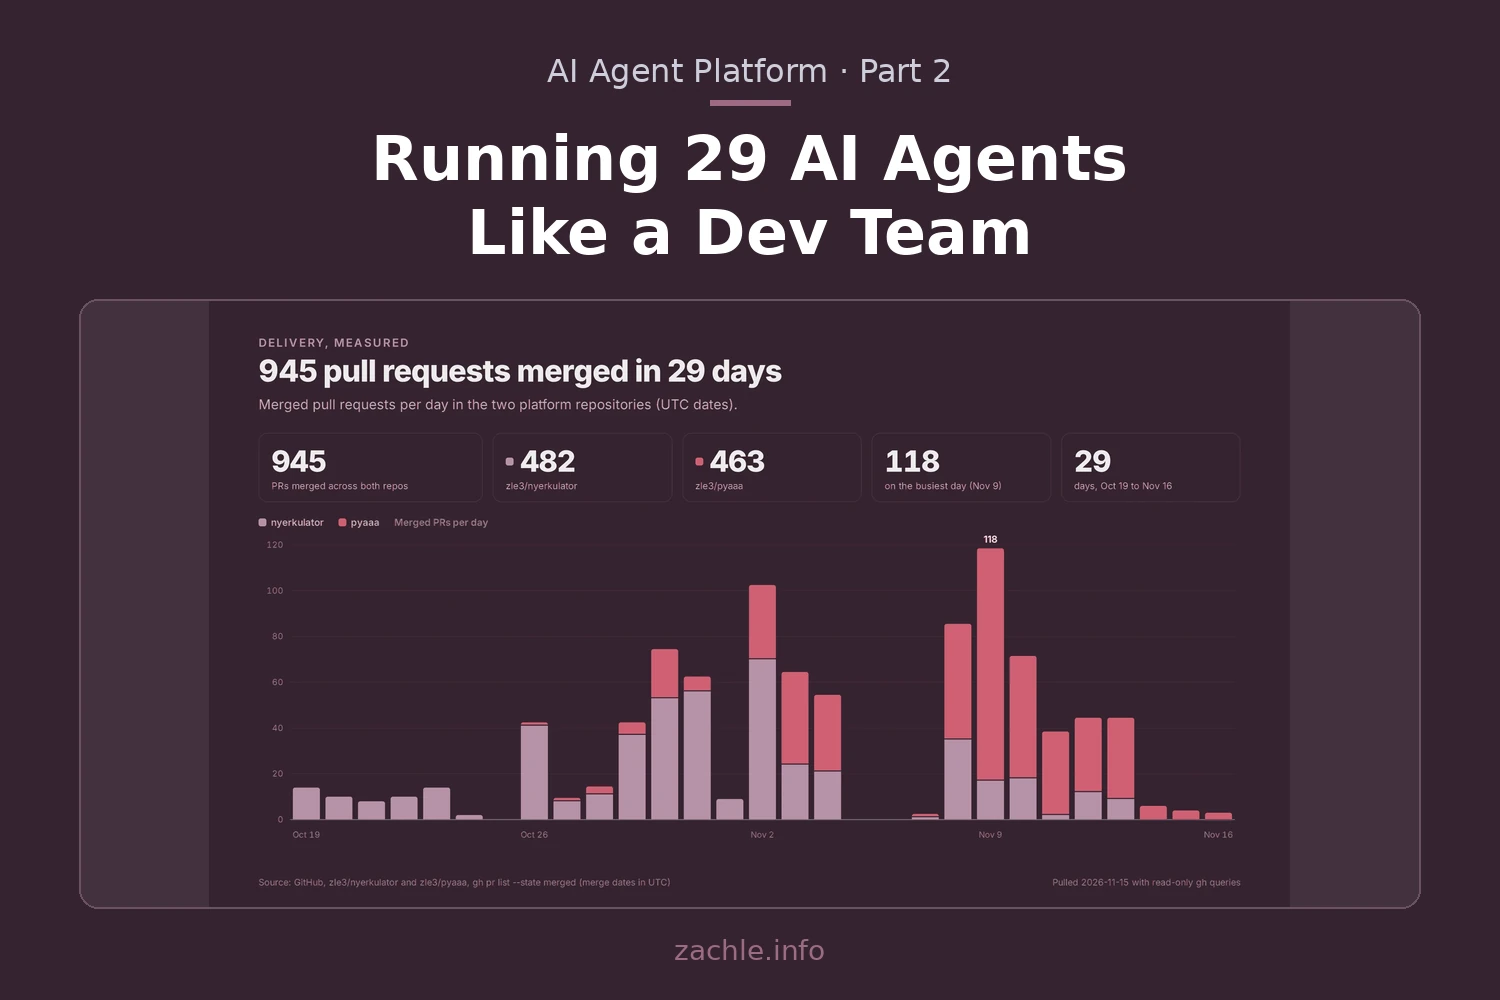 AI Agent Platform · Part 2
Running 29 AI Agents
Like a Dev Team
DELIVERY, MEASURED
945 pull requests merged in 29 days
Merged pull requests per day in the two platform repositories (UTC dates).
945
PRs merged across both repos
482
zle3/nyerkulator
463
zle3/pyaaa
118
on the busiest day (Nov 9)
29
days, Oct 19 to Nov 16
nyerkulator pyaaa Merged PRs per day
118
120
100
80
60
40
20
0
Oct 19 Oct 26 Nov 2 Nov 9 Nov 16
Source: GitHub, zle3/nyerkulator and zle3/pyaaa, gh pr list --state merged (merge dates in UTC)
Pulled 2026-11-15 with read-only gh queries
zachle.info